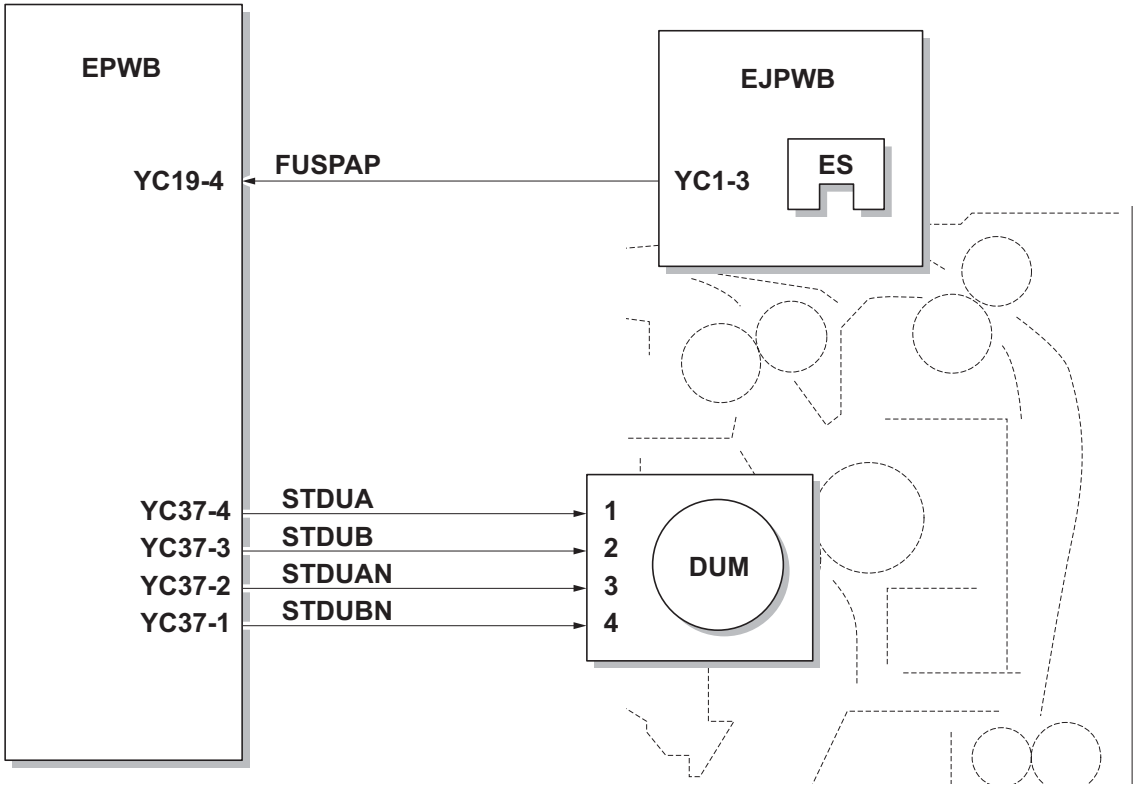 EPWB
EJPWB
FUSPAP
ES
YC19-4
YC1-3
STDUA
YC37-4
1
STDUB
YC37-3
2
DUM
STDUAN
YC37-2
3
STDUBN
YC37-1
4